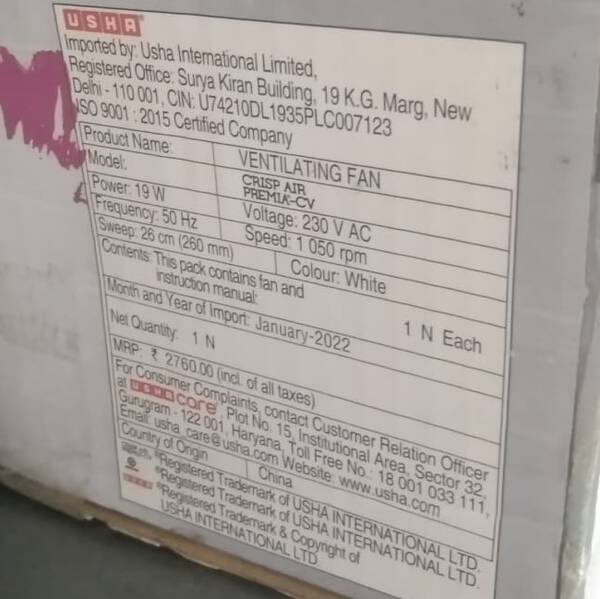 USHA
Imported by: Usha International Limited,
Registered Office: Surya Kiran Building, 19 K.G. Marg, New
Delhi - 110 001, CIN: U74210DL1935PLC007123
ISO 9001 : 2015 Certified Company
Product Name: VENTILATING FAN
Model: CRISP AIR
PREMIA-CV
Power: 19 W Voltage: 230 V AC
Frequency: 50 Hz Speed: 1 050 rpm
Sweep: 26 cm (260 mm) Colour: White
Contents: This pack contains fan and
instruction manual: 1 N Each
Month and Year of Import: January-2022
Net Quantity: 1 N
MRP: ₹ 2760.00 (incl. of all taxes)
For Consumer Complaints, contact Customer Relation Officer
at USHA Care Plot No. 15, Institutional Area, Sector 32,
Gurugram - 122 001, Haryana, Toll Free No.: 18 001 033 111,
Email: usha_care@usha.com Website: www.usha.com
Country of Origin China
®Registered Trademark of USHA INTERNATIONAL LTD.
®Registered Trademark of USHA INTERNATIONAL LTD.
®Registered Trademark & Copyright of
USHA INTERNATIONAL LTD